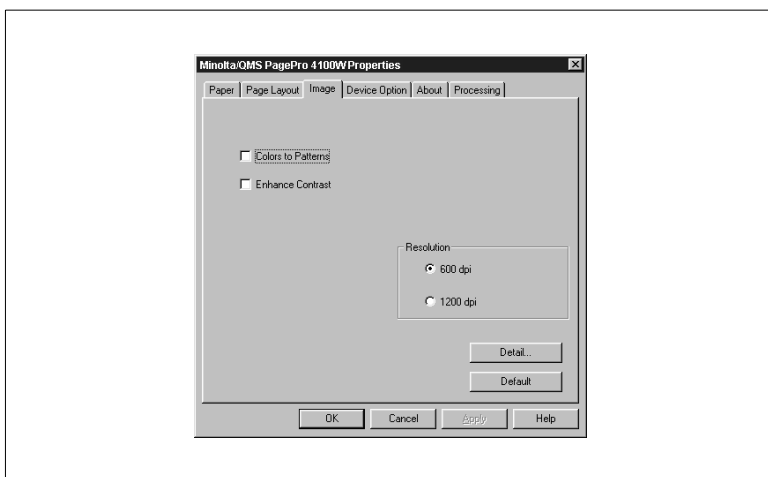 Minolta/QMS PagePro 4100W Properties
Paper Page Layout Image Device Option About Processing
Colors to Patterns
Enhance Contrast
Resolution
600 dpi
1200 dpi
Detail...
Default
OK Cancel Apply Help